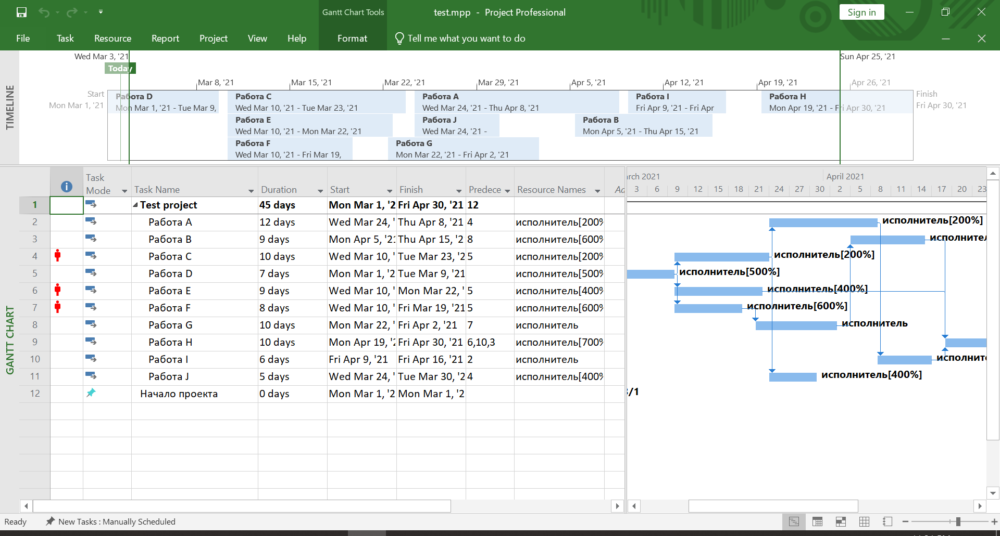 Gantt Chart Tools
test.mpp - Project Professional
Sign in
File Task Resource Report Project View Help Format Tell me what you want to do
TIMELINE
Wed Mar 3, '21 Sun Apr 25, '21
Today
Mar 8, '21 Mar 15, '21 Mar 22, '21 Mar 29, '21 Apr 5, '21 Apr 12, '21 Apr 19, '21 Apr 26, '21
Start
Mon Mar 1, '21
Finish
Fri Apr 30, '21
Работа D Работа C Работа A Работа I Работа H
Mon Mar 1, '21 - Tue Mar 9, Wed Mar 10, '21 - Tue Mar 23, '21 Wed Mar 24, '21 - Thu Apr 8, '21 Fri Apr 9, '21 - Fri Apr Mon Apr 19, '21 - Fri Apr 30, '21
Работа E Работа J Работа B
Wed Mar 10, '21 - Mon Mar 22, '21 Wed Mar 24, '21 - Mon Apr 5, '21 - Thu Apr 15, '21
Работа F Работа G
Wed Mar 10, '21 - Fri Mar 19, Mon Mar 22, '21 - Fri Apr 2, '21
GANTT CHART
Task Mode Task Name Duration Start Finish Predece Resource Names Ad
rch 2021 April 2021
3 6 9 12 15 18 21 24 27 30 2 5 8 11 14 17 20 23
1 Test project 45 days Mon Mar 1, '2 Fri Apr 30, '21 12
2 Работа A 12 days Wed Mar 24, ' Thu Apr 8, '21 4 исполнитель[200% исполнитель[200%]
3 Работа B 9 days Mon Apr 5, '2 Thu Apr 15, '2 8 исполнитель[600% исполнител
4 Работа C 10 days Wed Mar 10, ' Tue Mar 23, '2 5 исполнитель[200% исполнитель[200%]
5 Работа D 7 days Mon Mar 1, '2 Tue Mar 9, '21 исполнитель[500% исполнитель[500%]
6 Работа E 9 days Wed Mar 10, ' Mon Mar 22, ' 5 исполнитель[400% исполнитель[400%]
7 Работа F 8 days Wed Mar 10, ' Fri Mar 19, '21 5 исполнитель[600% исполнитель[600%]
8 Работа G 10 days Mon Mar 22, ' Fri Apr 2, '21 7 исполнитель исполнитель
9 Работа H 10 days Mon Apr 19, ' Fri Apr 30, '21 6,10,3 исполнитель[700%
10 Работа I 6 days Fri Apr 9, '21 Fri Apr 16, '21 2 исполнитель исполните
11 Работа J 5 days Wed Mar 24, ' Tue Mar 30, '2 4 исполнитель[400% исполнитель[400%]
12 Начало проекта 0 days Mon Mar 1, '2 Mon Mar 1, '2 3/1
Ready New Tasks : Manually Scheduled